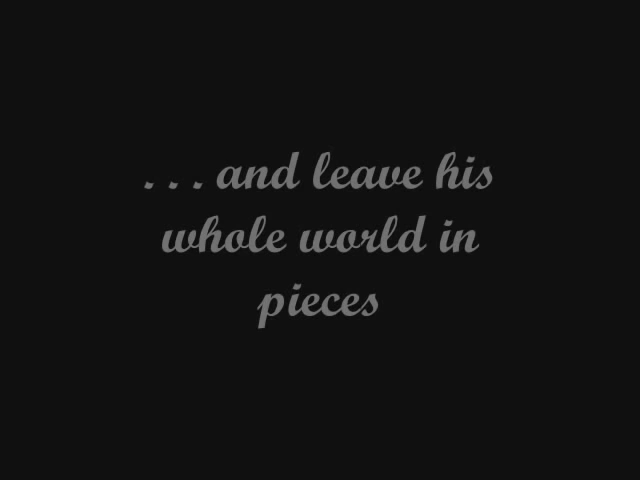 . . . and leave his
whole world in
pieces